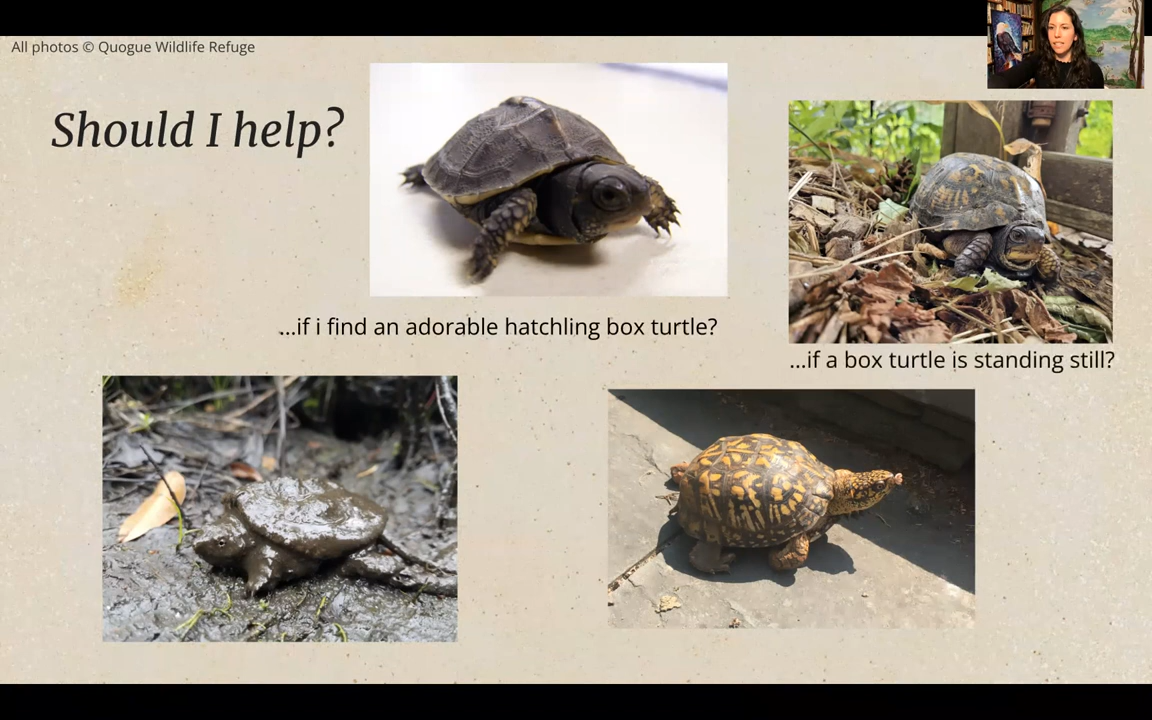 All photos © Quogue Wildlife Refuge
Should I help?
...if i find an adorable hatchling box turtle?
...if a box turtle is standing still?